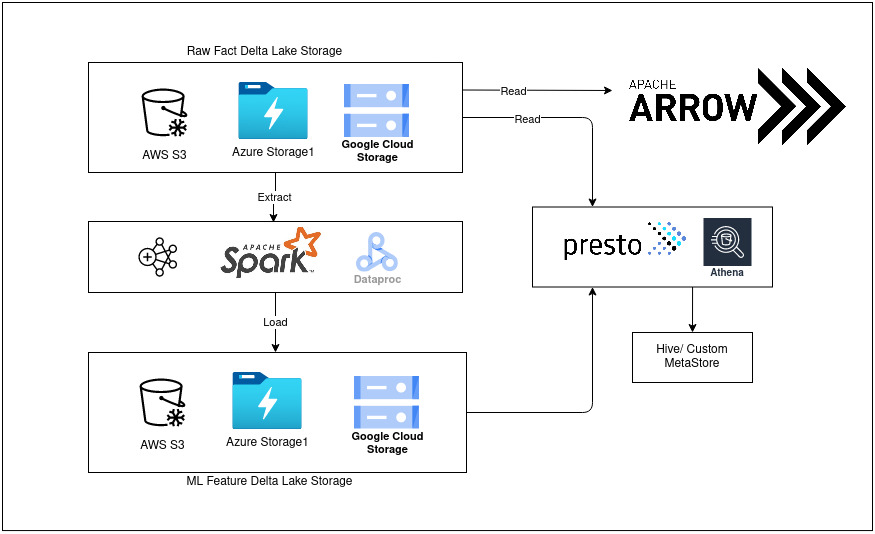 Raw Fact Delta Lake Storage
AWS S3
Azure Storage1
Google Cloud
Storage
Read
Read
APACHE
ARROW
Extract
APACHE
Spark™
Dataproc
presto
Athena
Load
Hive/ Custom
MetaStore
AWS S3
Azure Storage1
Google Cloud
Storage
ML Feature Delta Lake Storage